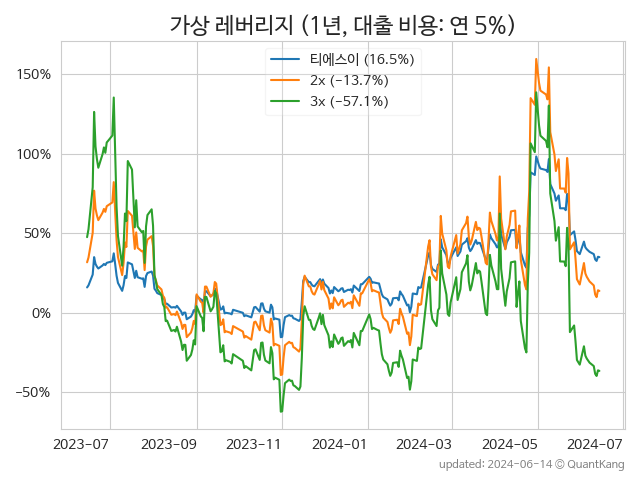 가상 레버리지 (1년, 대출 비용: 연 5%)
티에스이 (16.5%)
2x (−13.7%)
3x (−57.1%)
150%
100%
50%
0%
−50%
2023-07 2023-09 2023-11 2024-01 2024-03 2024-05 2024-07
updated: 2024-06-14 © QuantKang